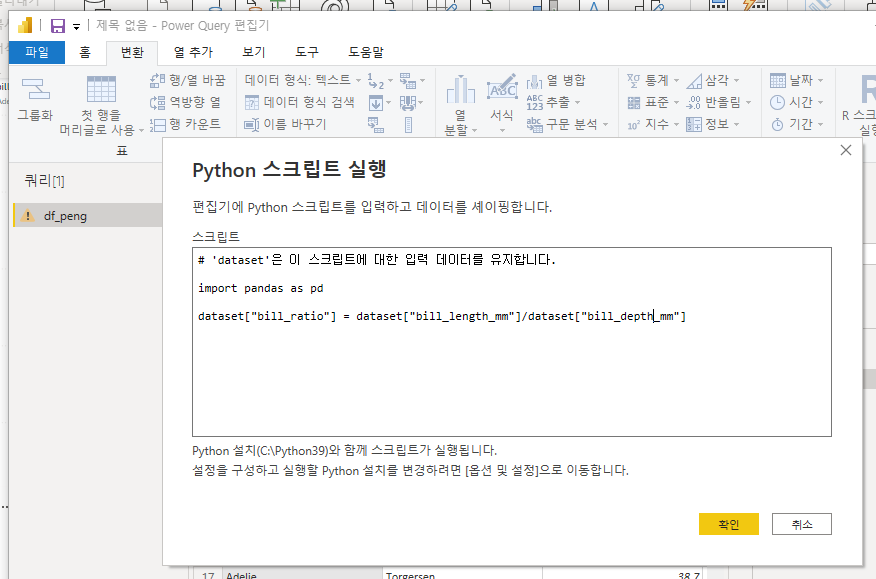 제목 없음 - Power Query 편집기
파일 홈 변환 열 추가 보기 도구 도움말
그룹화
첫 행을
머리글로 사용
행/열 바꿈
역방향 열
행 카운트
데이터 형식: 텍스트
데이터 형식 검색
이름 바꾸기
표
열
분할
서식
열 병합
추출
구문 분석
통계
표준
지수
삼각
반올림
정보
날짜
시간
기간
R 스크
실행
쿼리[1]
df_peng
Python 스크립트 실행
편집기에 Python 스크립트를 입력하고 데이터를 셰이핑합니다.
스크립트
# 'dataset'은 이 스크립트에 대한 입력 데이터를 유지합니다.
import pandas as pd
dataset["bill_ratio"] = dataset["bill_length_mm"]/dataset["bill_depth_mm"]
Python 설치(C:\Python39)와 함께 스크립트가 실행됩니다.
설정을 구성하고 실행할 Python 설치를 변경하려면 [옵션 및 설정]으로 이동합니다.
확인 취소
17 Adelie Torgersen 38.7